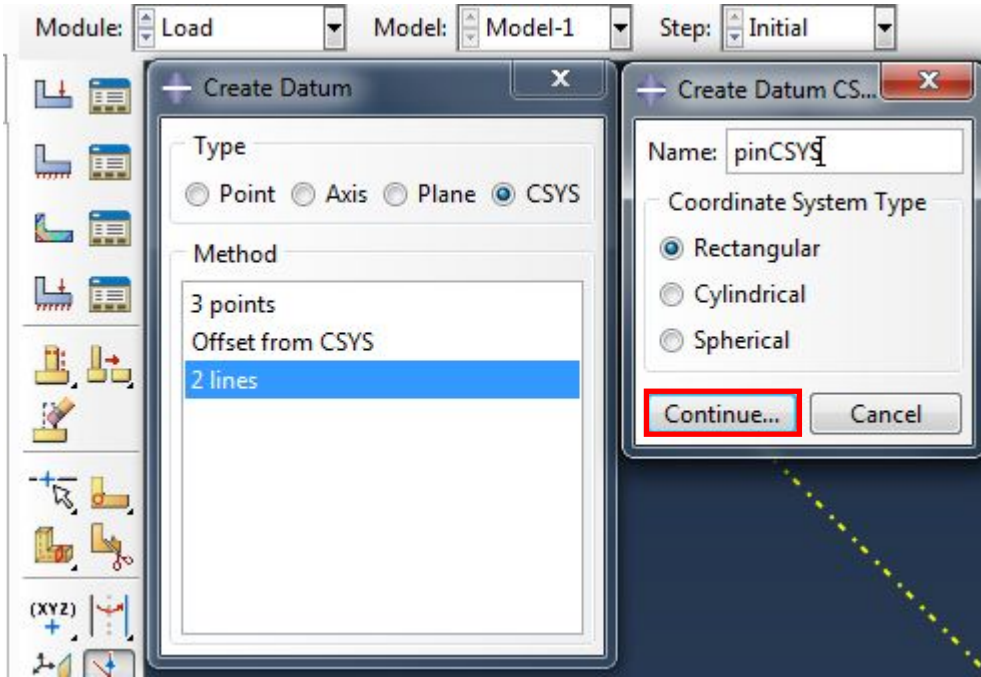 Module: Load Model: Model-1 Step: Initial
Create Datum
Type
Point Axis Plane CSYS
Method
3 points
Offset from CSYS
2 lines
Create Datum CS...
Name: pinCSYS
Coordinate System Type
Rectangular
Cylindrical
Spherical
Continue... Cancel
(XYZ)